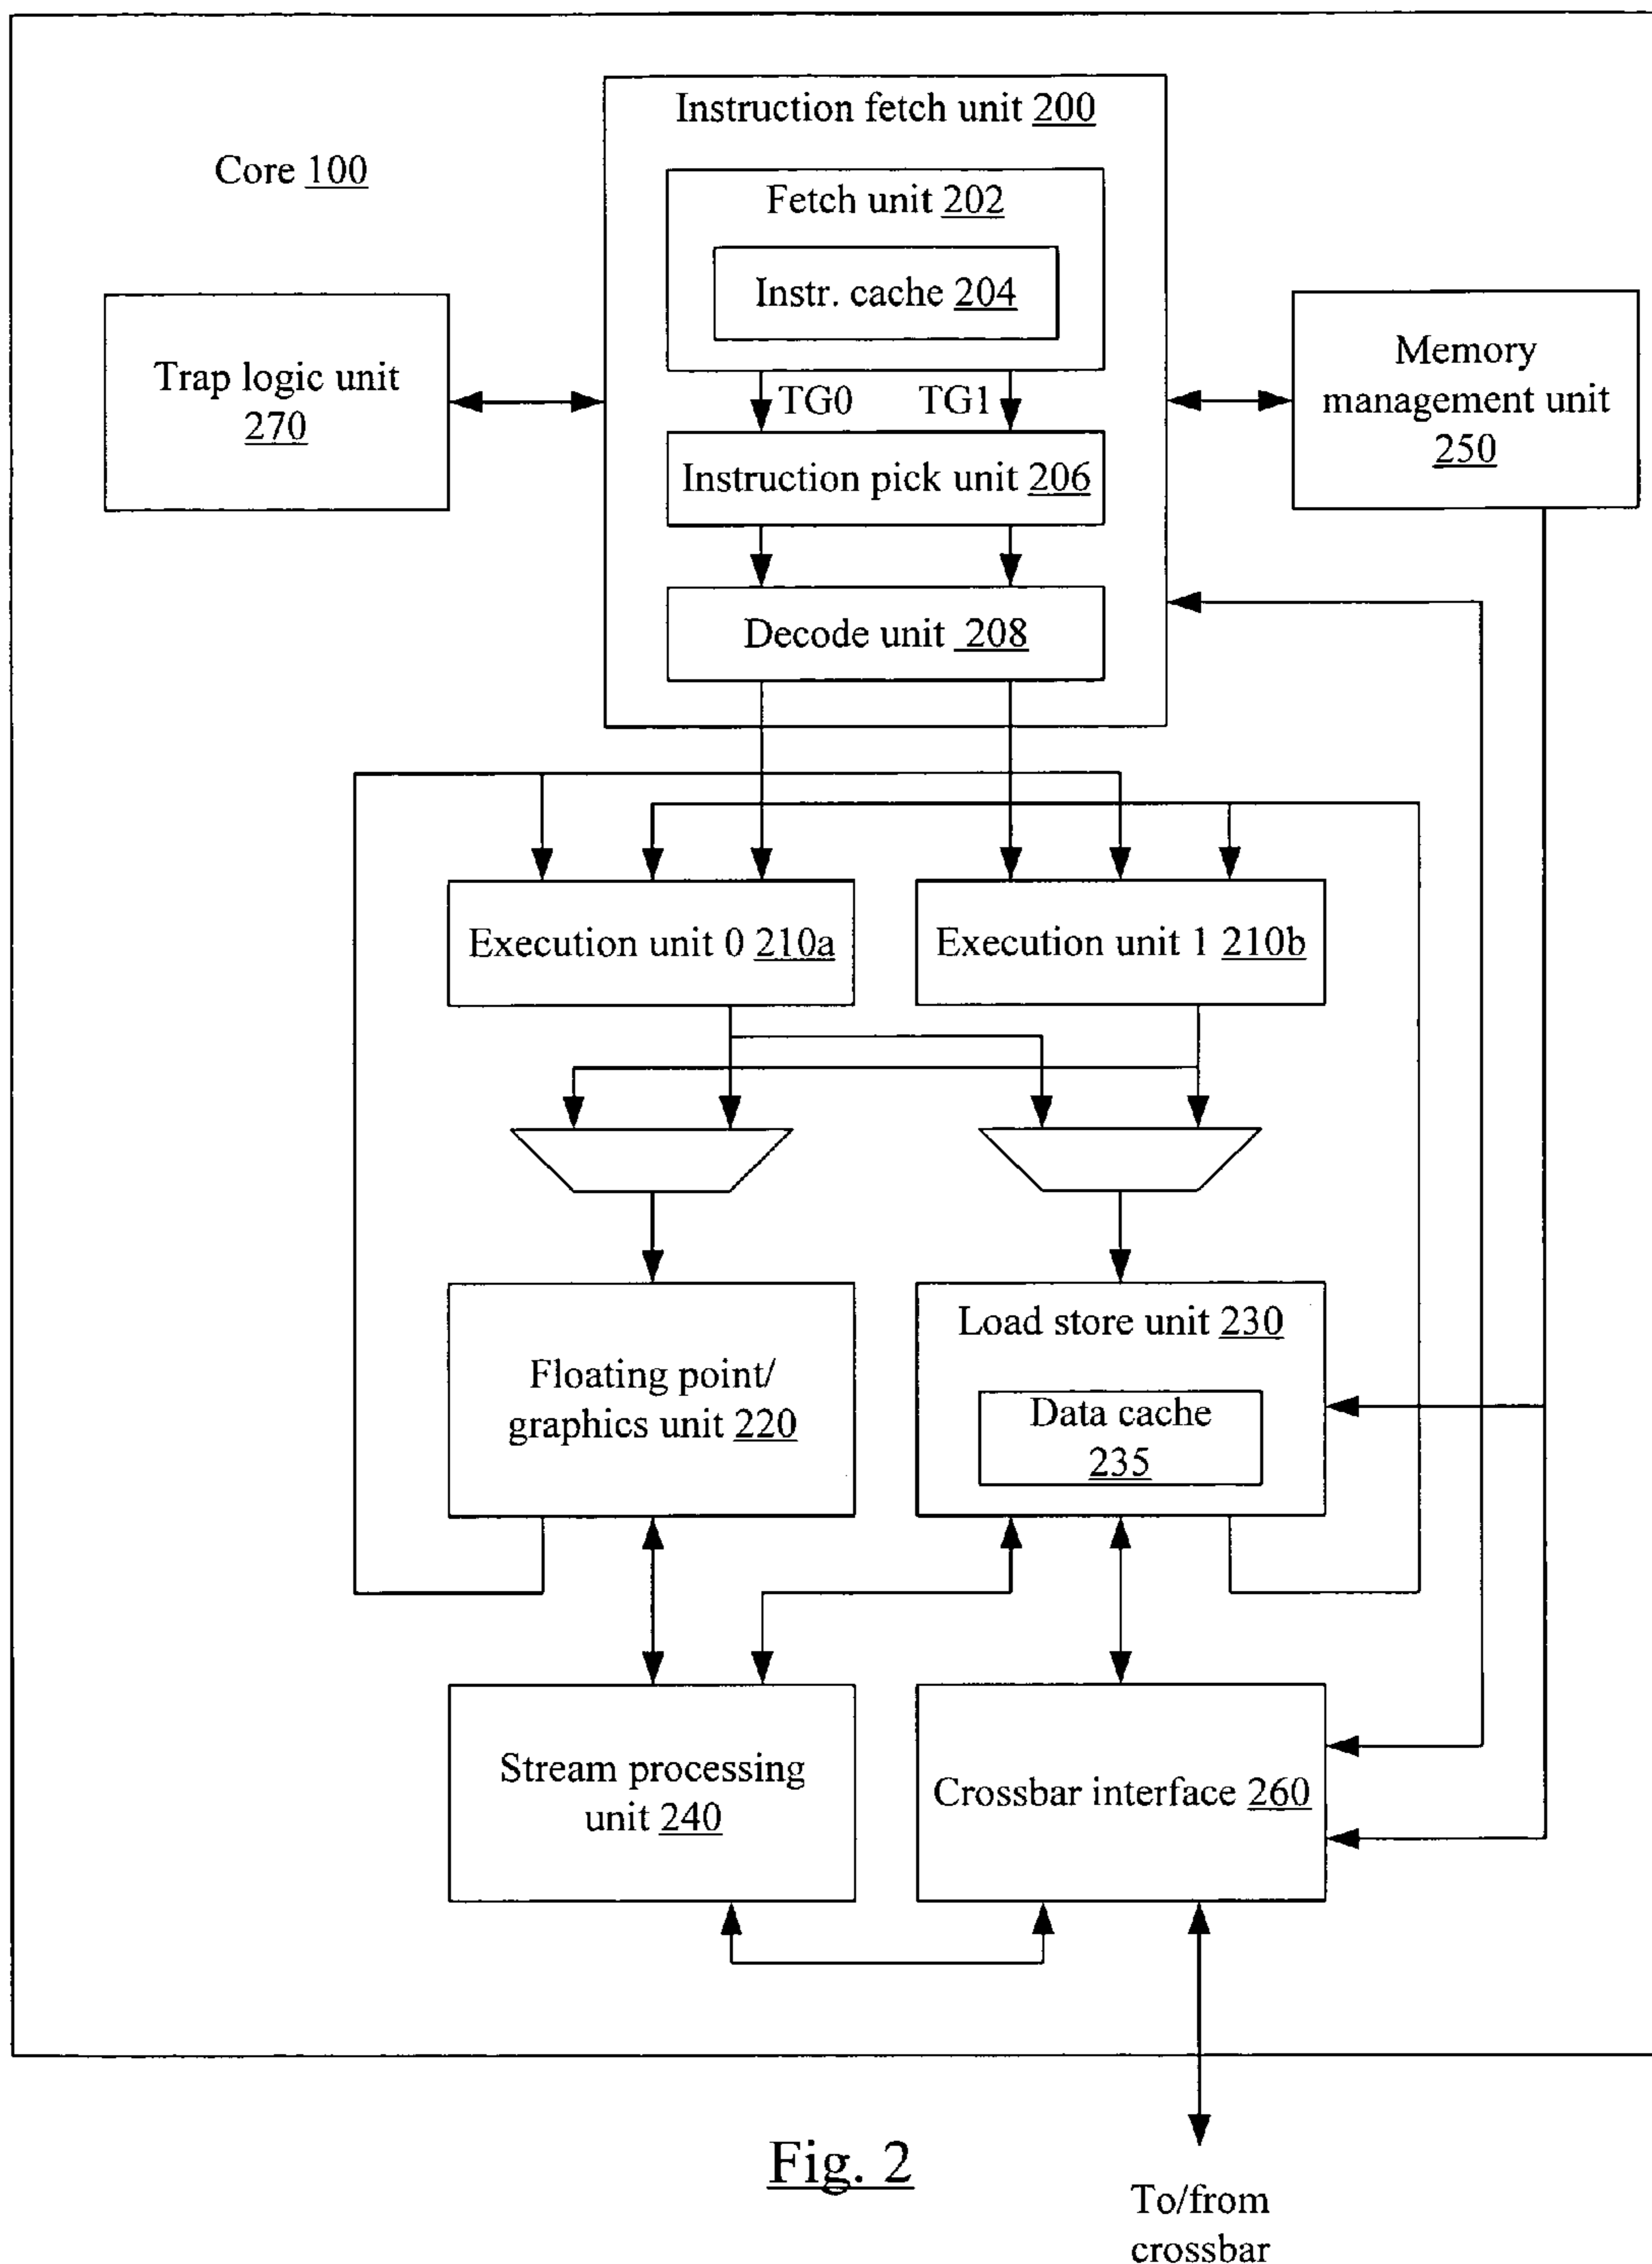 Instruction fetch unit 200
Core 100
Fetch unit 202
Instr. cache 204
Trap logic unit
270
Memory
management unit
250
TG0
TG1
Instruction pick unit 206
Decode unit 208
Execution unit 0 210a
Execution unit 1 210b
Floating point/
graphics unit 220
Load store unit 230
Data cache
235
Stream processing
unit 240
Crossbar interface 260
Fig. 2
To/from
crossbar